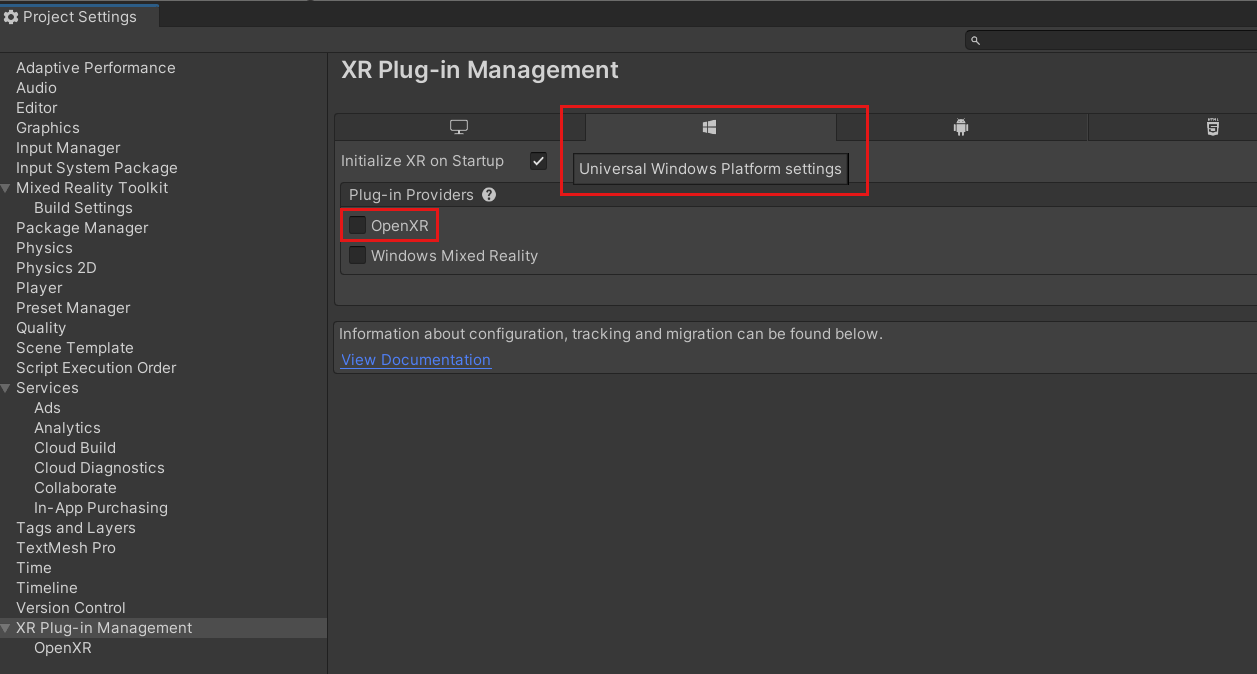 Project Settings
Adaptive Performance
Audio
Editor
Graphics
Input Manager
Input System Package
Mixed Reality Toolkit
Build Settings
Package Manager
Physics
Physics 2D
Player
Preset Manager
Quality
Scene Template
Script Execution Order
Services
Ads
Analytics
Cloud Build
Cloud Diagnostics
Collaborate
In-App Purchasing
Tags and Layers
TextMesh Pro
Time
Timeline
Version Control
XR Plug-in Management
OpenXR
XR Plug-in Management
HTML
5
Initialize XR on Startup
Universal Windows Platform settings
Plug-in Providers ?
OpenXR
Windows Mixed Reality
Information about configuration, tracking and migration can be found below.
View Documentation